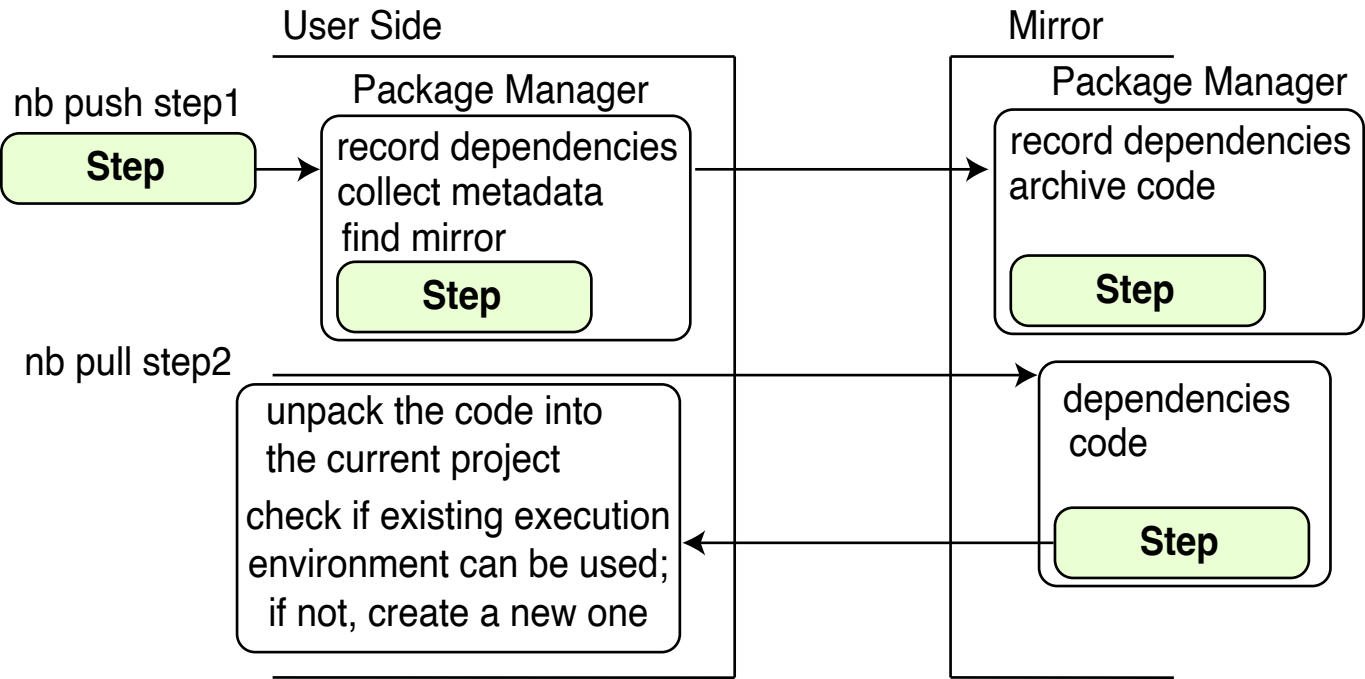 User Side
Mirror
nb push step1
Package Manager
Package Manager
Step
record dependencies
collect metadata
find mirror
Step
record dependencies
archive code
Step
nb pull step2
unpack the code into
the current project
check if existing execution
environment can be used;
if not, create a new one
dependencies
code
Step